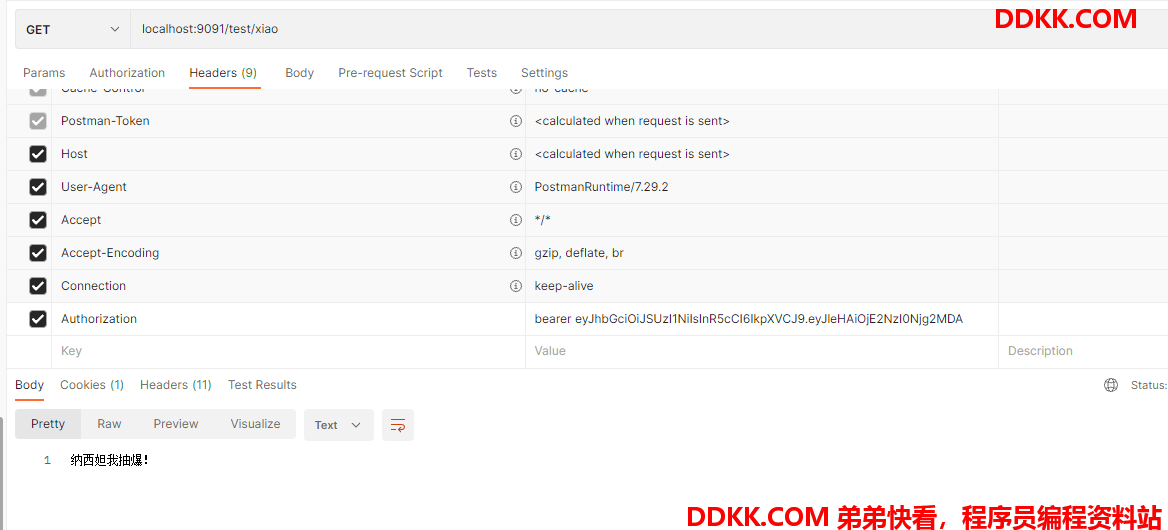 DDKK.COM
GET localhost:9091/test/xiao
Params Authorization Headers (9) Body Pre-request Script Tests Settings
Cache-Control no-cache
Postman-Token <calculated when request is sent>
Host <calculated when request is sent>
User-Agent PostmanRuntime/7.29.2
Accept */*
Accept-Encoding gzip, deflate, br
Connection keep-alive
Authorization bearer eyJhbGciOiJSUzI1NiIsInR5cCI6IkpXVCJ9.eyJleHAiOjE2NzI0Njg2MDA
Key Value Description
Body Cookies (1) Headers (11) Test Results Status:
Pretty Raw Preview Visualize Text
1 纳西妲我抽爆!
DDKK.COM 弟弟快看，程序员编程资料站